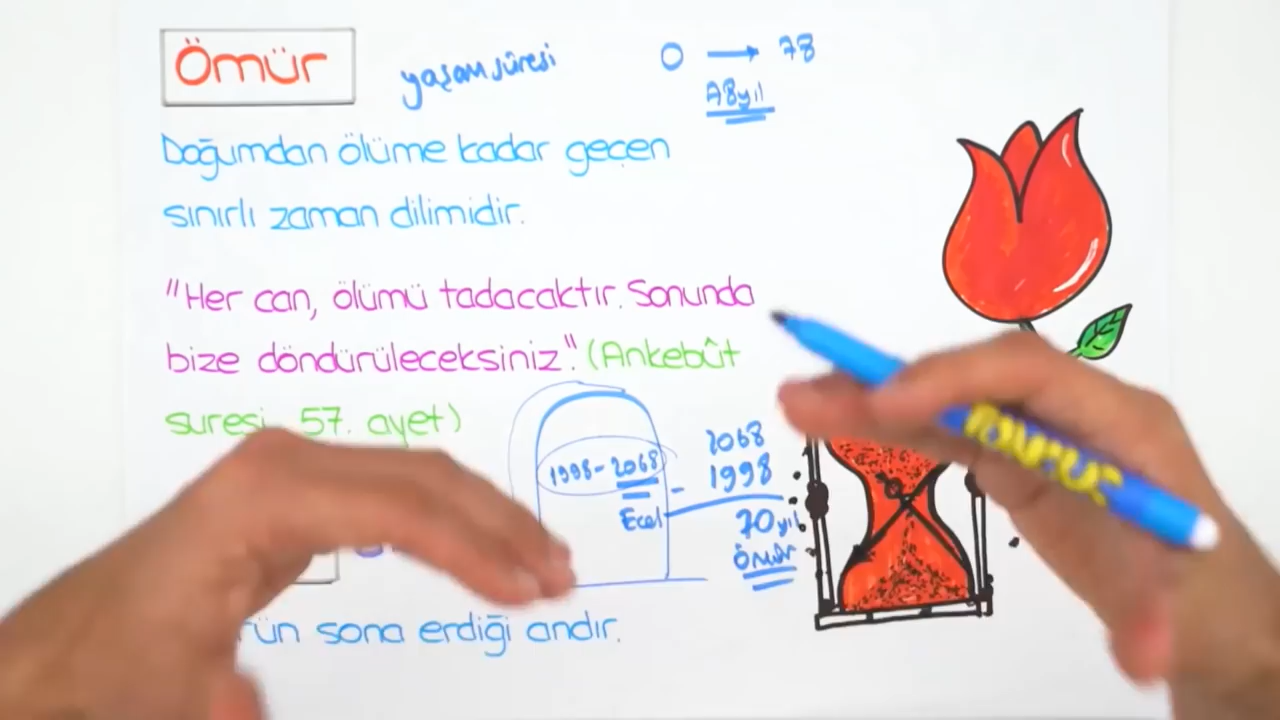 Ömür
yaşam süresi
0 → 78
78 yıl
Doğumdan ölüme kadar geçen
sınırlı zaman dilimidir.
"Her can, ölümü tadacaktır. Sonunda
bize döndürüleceksiniz." (Ankebût
suresi, 57. ayet)
1998-2068
Ecel
2068
- 1998
70 yıl
Ömür
rün sona erdiği andır.